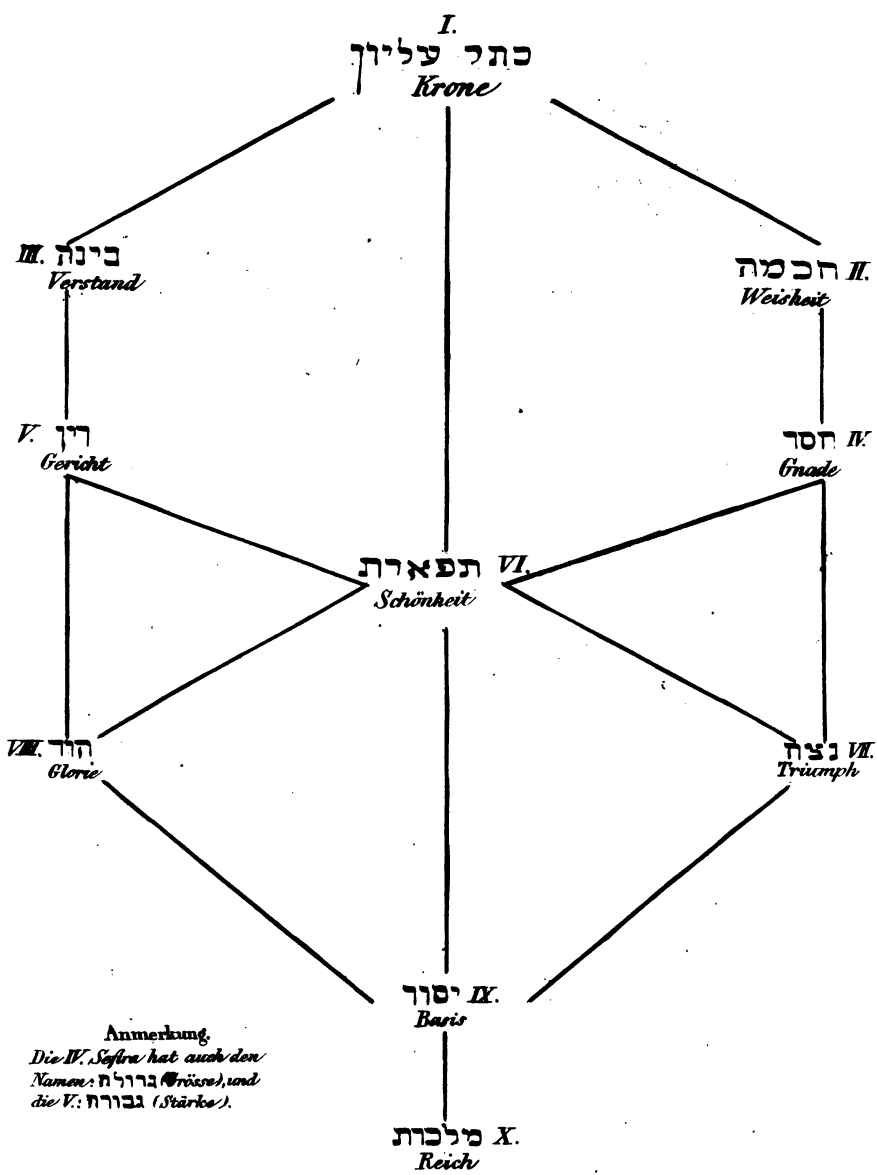 I.
כתר עליון
Krone
III. בינה
Verstand
חכמה II.
Weisheit
V. דין
Gericht
חסד IV.
Gnade
תפארת VI.
Schönheit
VIII. הוד
Glorie
נצח VII.
Triumph
יסוד IX.
Basis
Anmerkung.
Die IV. Sefira hat auch den
Namen: גדולה (Grösse), und
die V.: גבורה (Stärke).
מלכות X.
Reich